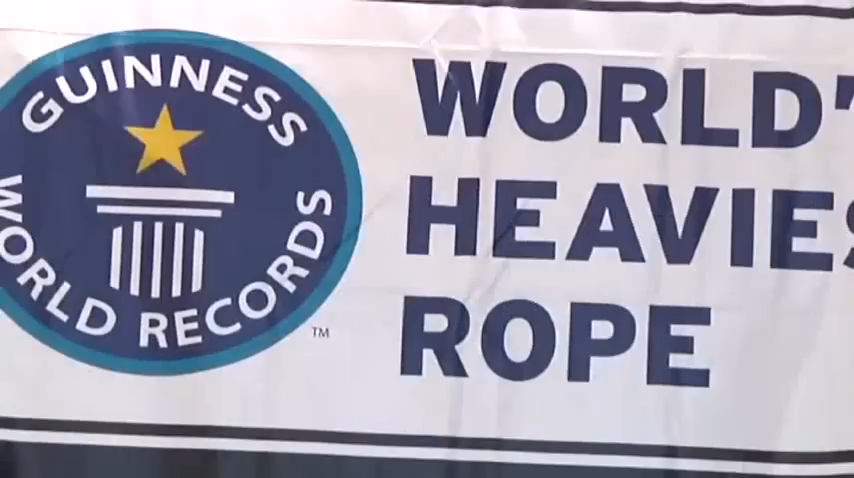 GUINNESS
WORLD RECORDS
TM
WORLD'
HEAVIES
ROPE